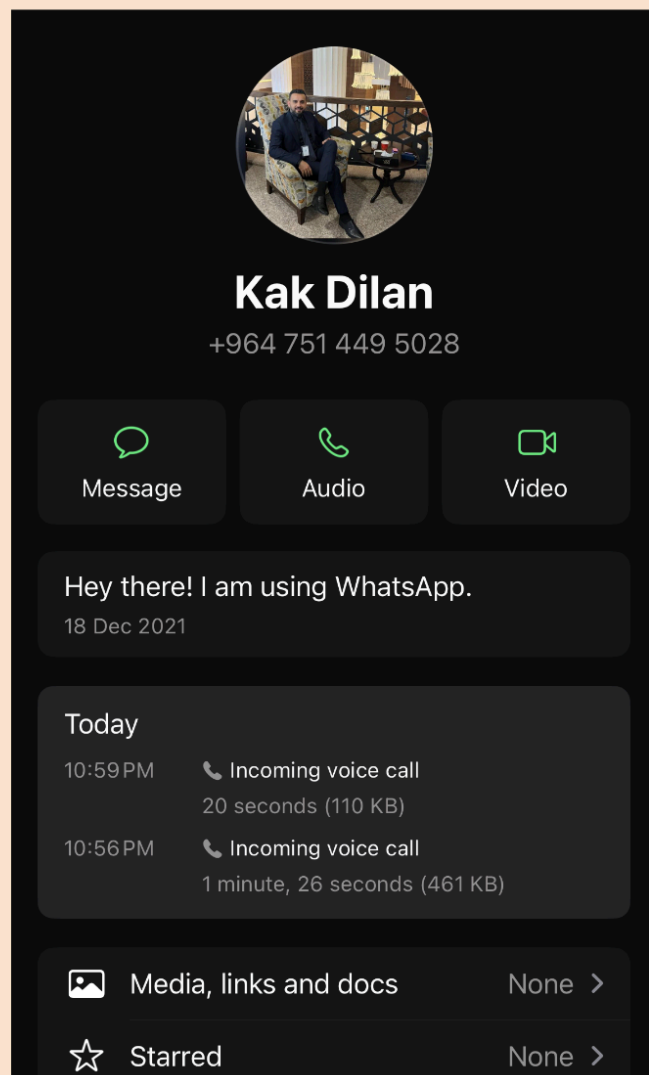 Kak Dilan
+964 751 449 5028
Message
Audio
Video
Hey there! I am using WhatsApp.
18 Dec 2021
Today
10:59 PM Incoming voice call
20 seconds (110 KB)
10:56 PM Incoming voice call
1 minute, 26 seconds (461 KB)
Media, links and docs None
Starred None